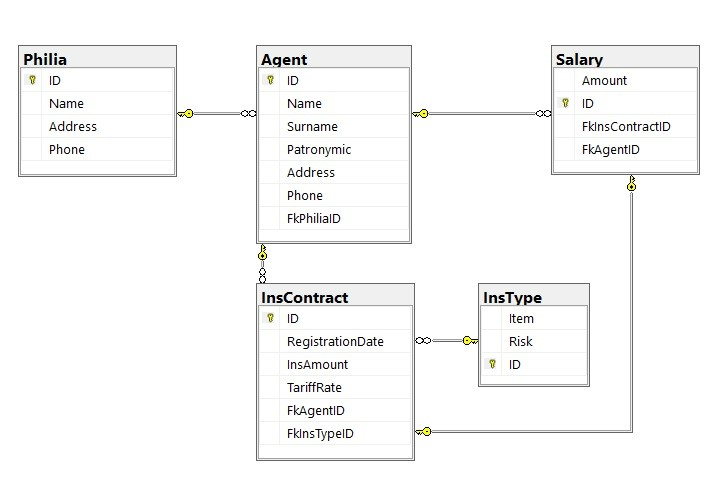 Philia
ID
Name
Address
Phone
Agent
ID
Name
Surname
Patronymic
Address
Phone
FkPhiliaID
Salary
Amount
ID
FkInsContractID
FkAgentID
InsContract
ID
RegistrationDate
InsAmount
TariffRate
FkAgentID
FkInsTypeID
InsType
Item
Risk
ID